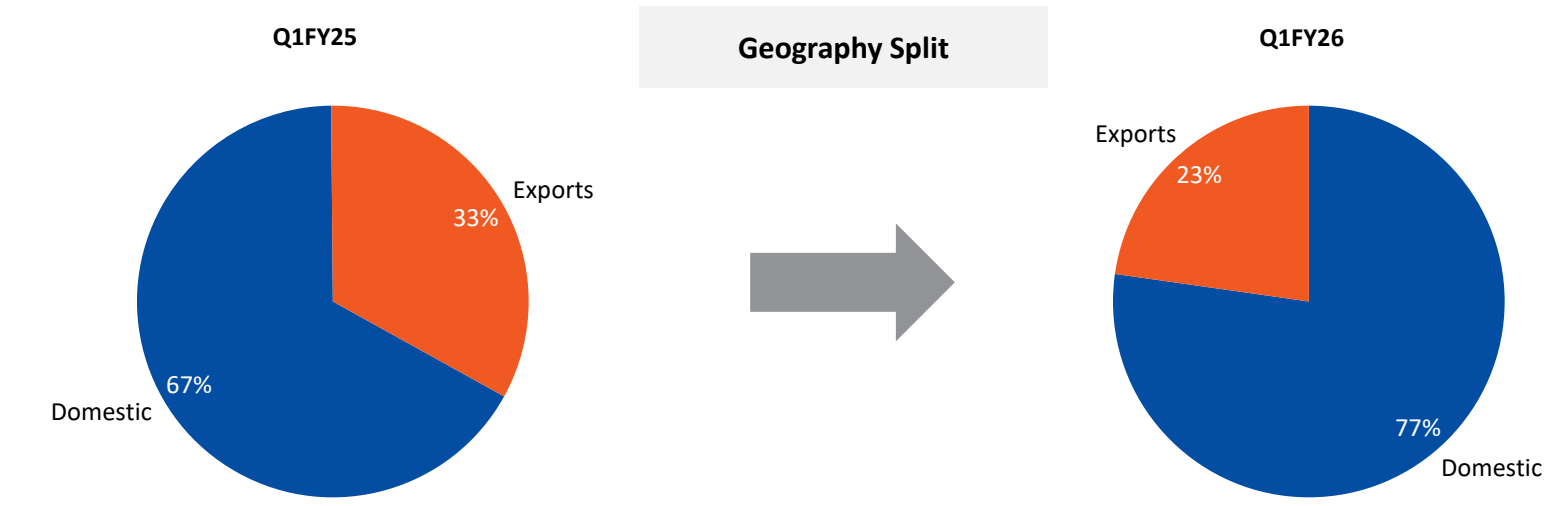 Geography Split
Q1FY25
Exports
33%
67%
Domestic
Q1FY26
Exports
23%
77%
Domestic